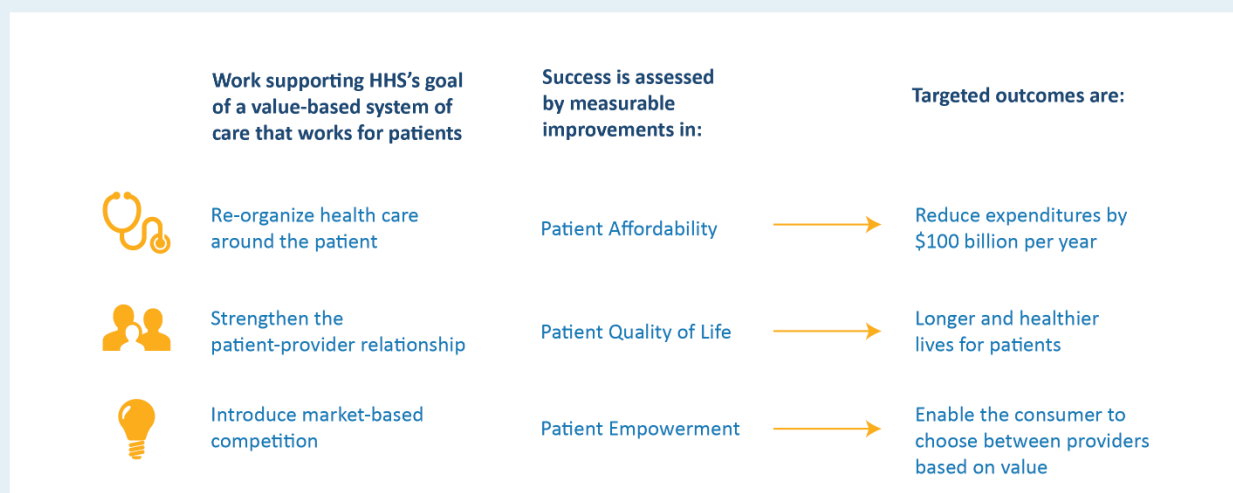 Work supporting HHS's goal
of a value-based system of
care that works for patients
Success is assessed
by measurable
improvements in:
Targeted outcomes are:
Re-organize health care
around the patient
Patient Affordability
Reduce expenditures by
$100 billion per year
Strengthen the
patient-provider relationship
Patient Quality of Life
Longer and healthier
lives for patients
Introduce market-based
competition
Patient Empowerment
Enable the consumer to
choose between providers
based on value